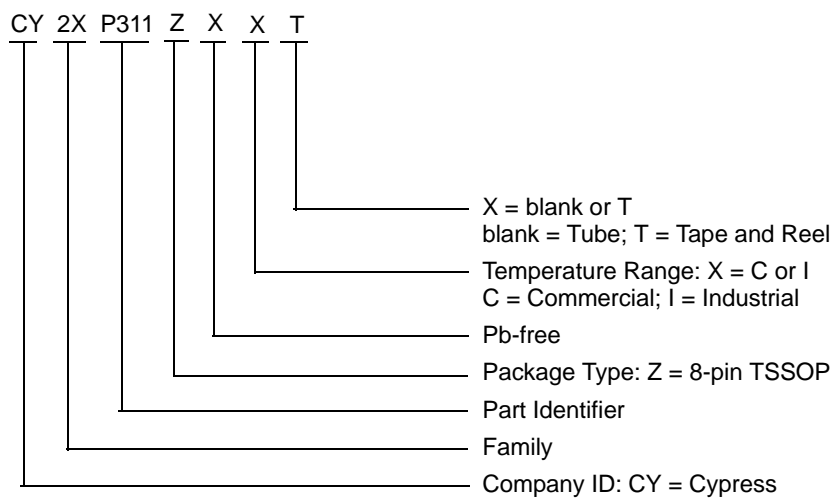 CY 2X P311 Z X X T
X = blank or T
blank = Tube; T = Tape and Reel
Temperature Range: X = C or I
C = Commercial; I = Industrial
Pb-free
Package Type: Z = 8-pin TSSOP
Part Identifier
Family
Company ID: CY = Cypress